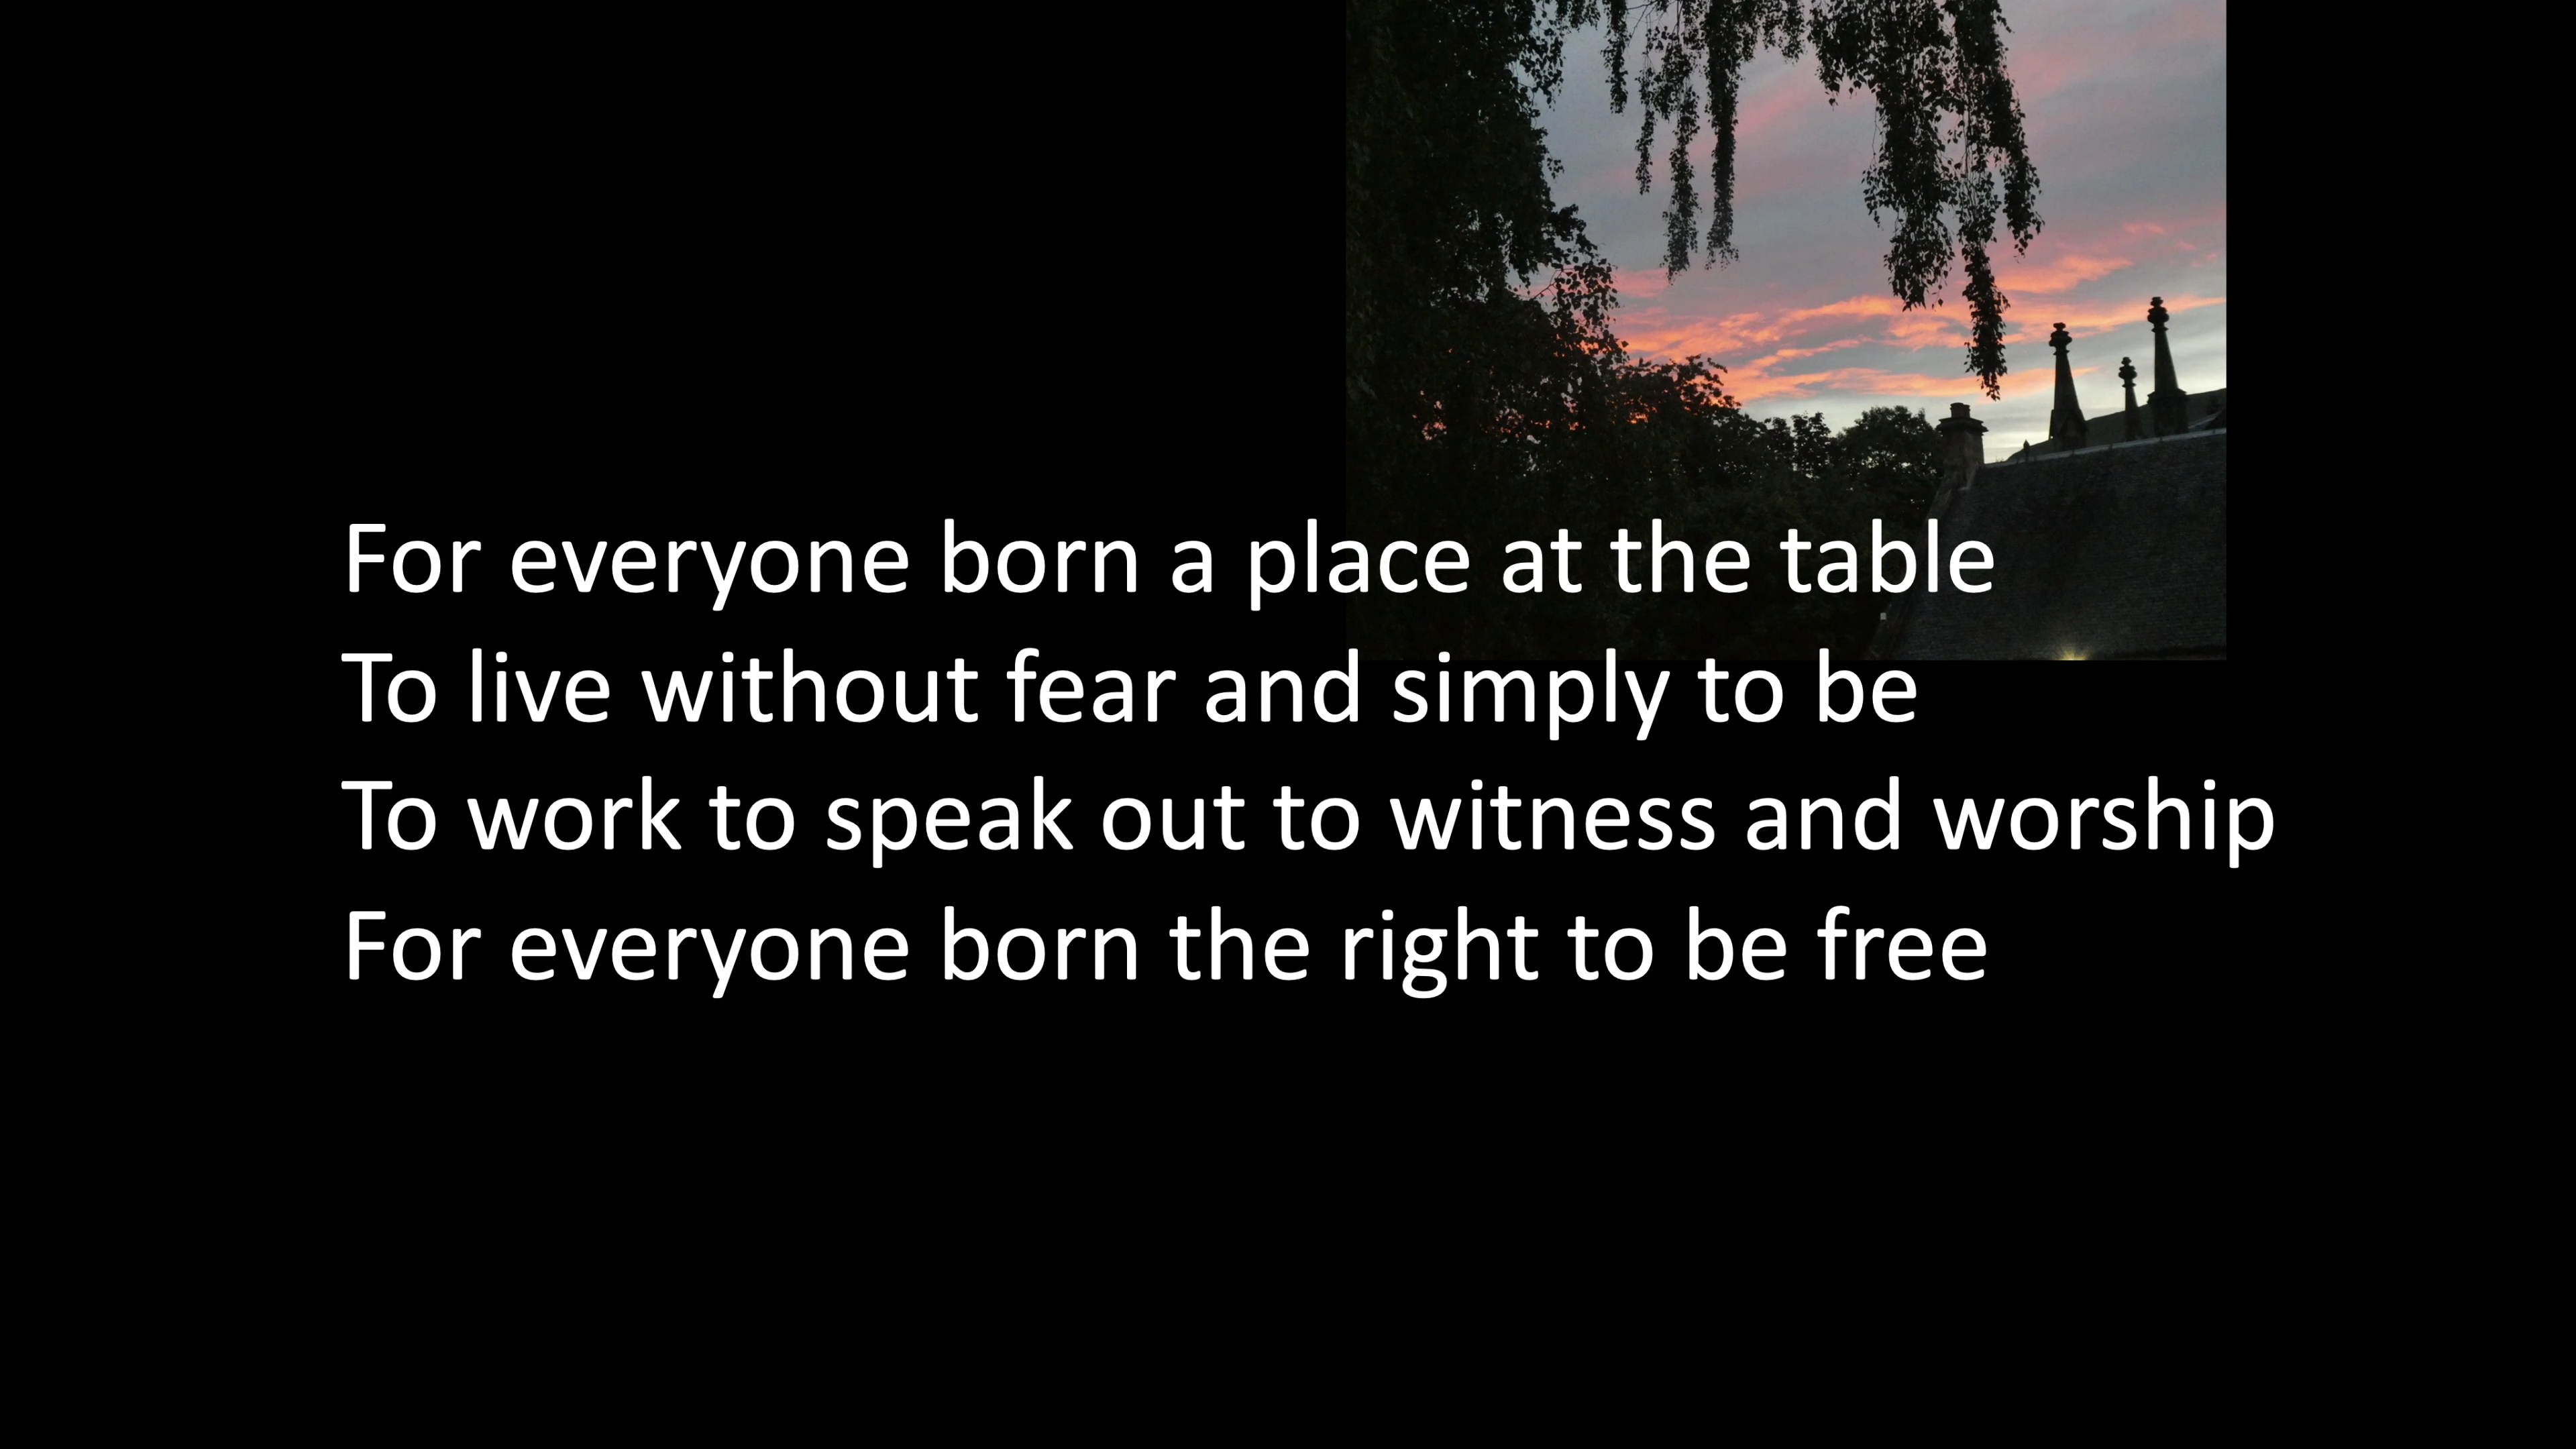 For everyone born a place at the table
To live without fear and simply to be
To work to speak out to witness and worship
For everyone born the right to be free